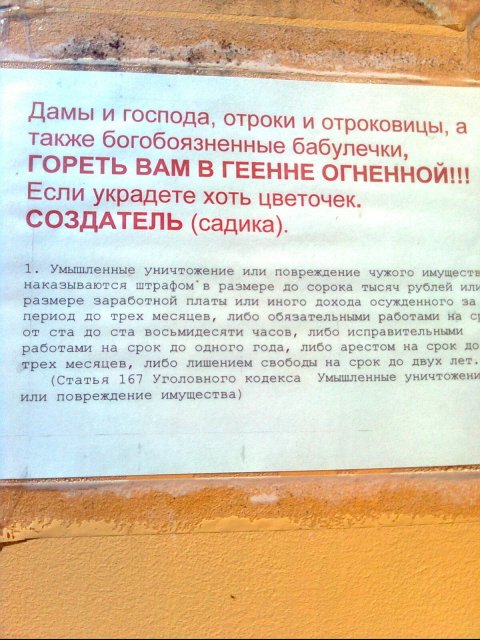 Дамы и господа, отроки и отроковицы, а
также богобоязненные бабулечки,
ГОРЕТЬ ВАМ В ГЕЕННЕ ОГНЕННОЙ!!!
Если украдете хоть цветочек.
СОЗДАТЕЛЬ (садика).
1. Умышленные уничтожение или повреждение чужого имуществ
наказываются штрафом в размере до сорока тысяч рублей или
размере заработной платы или иного дохода осужденного за
период до трех месяцев, либо обязательными работами на ср
от ста до ста восьмидесяти часов, либо исправительными
работами на срок до одного года, либо арестом на срок до
трех месяцев, либо лишением свободы на срок до двух лет.
(Статья 167 Уголовного кодекса Умышленные уничтожени
или повреждение имущества)